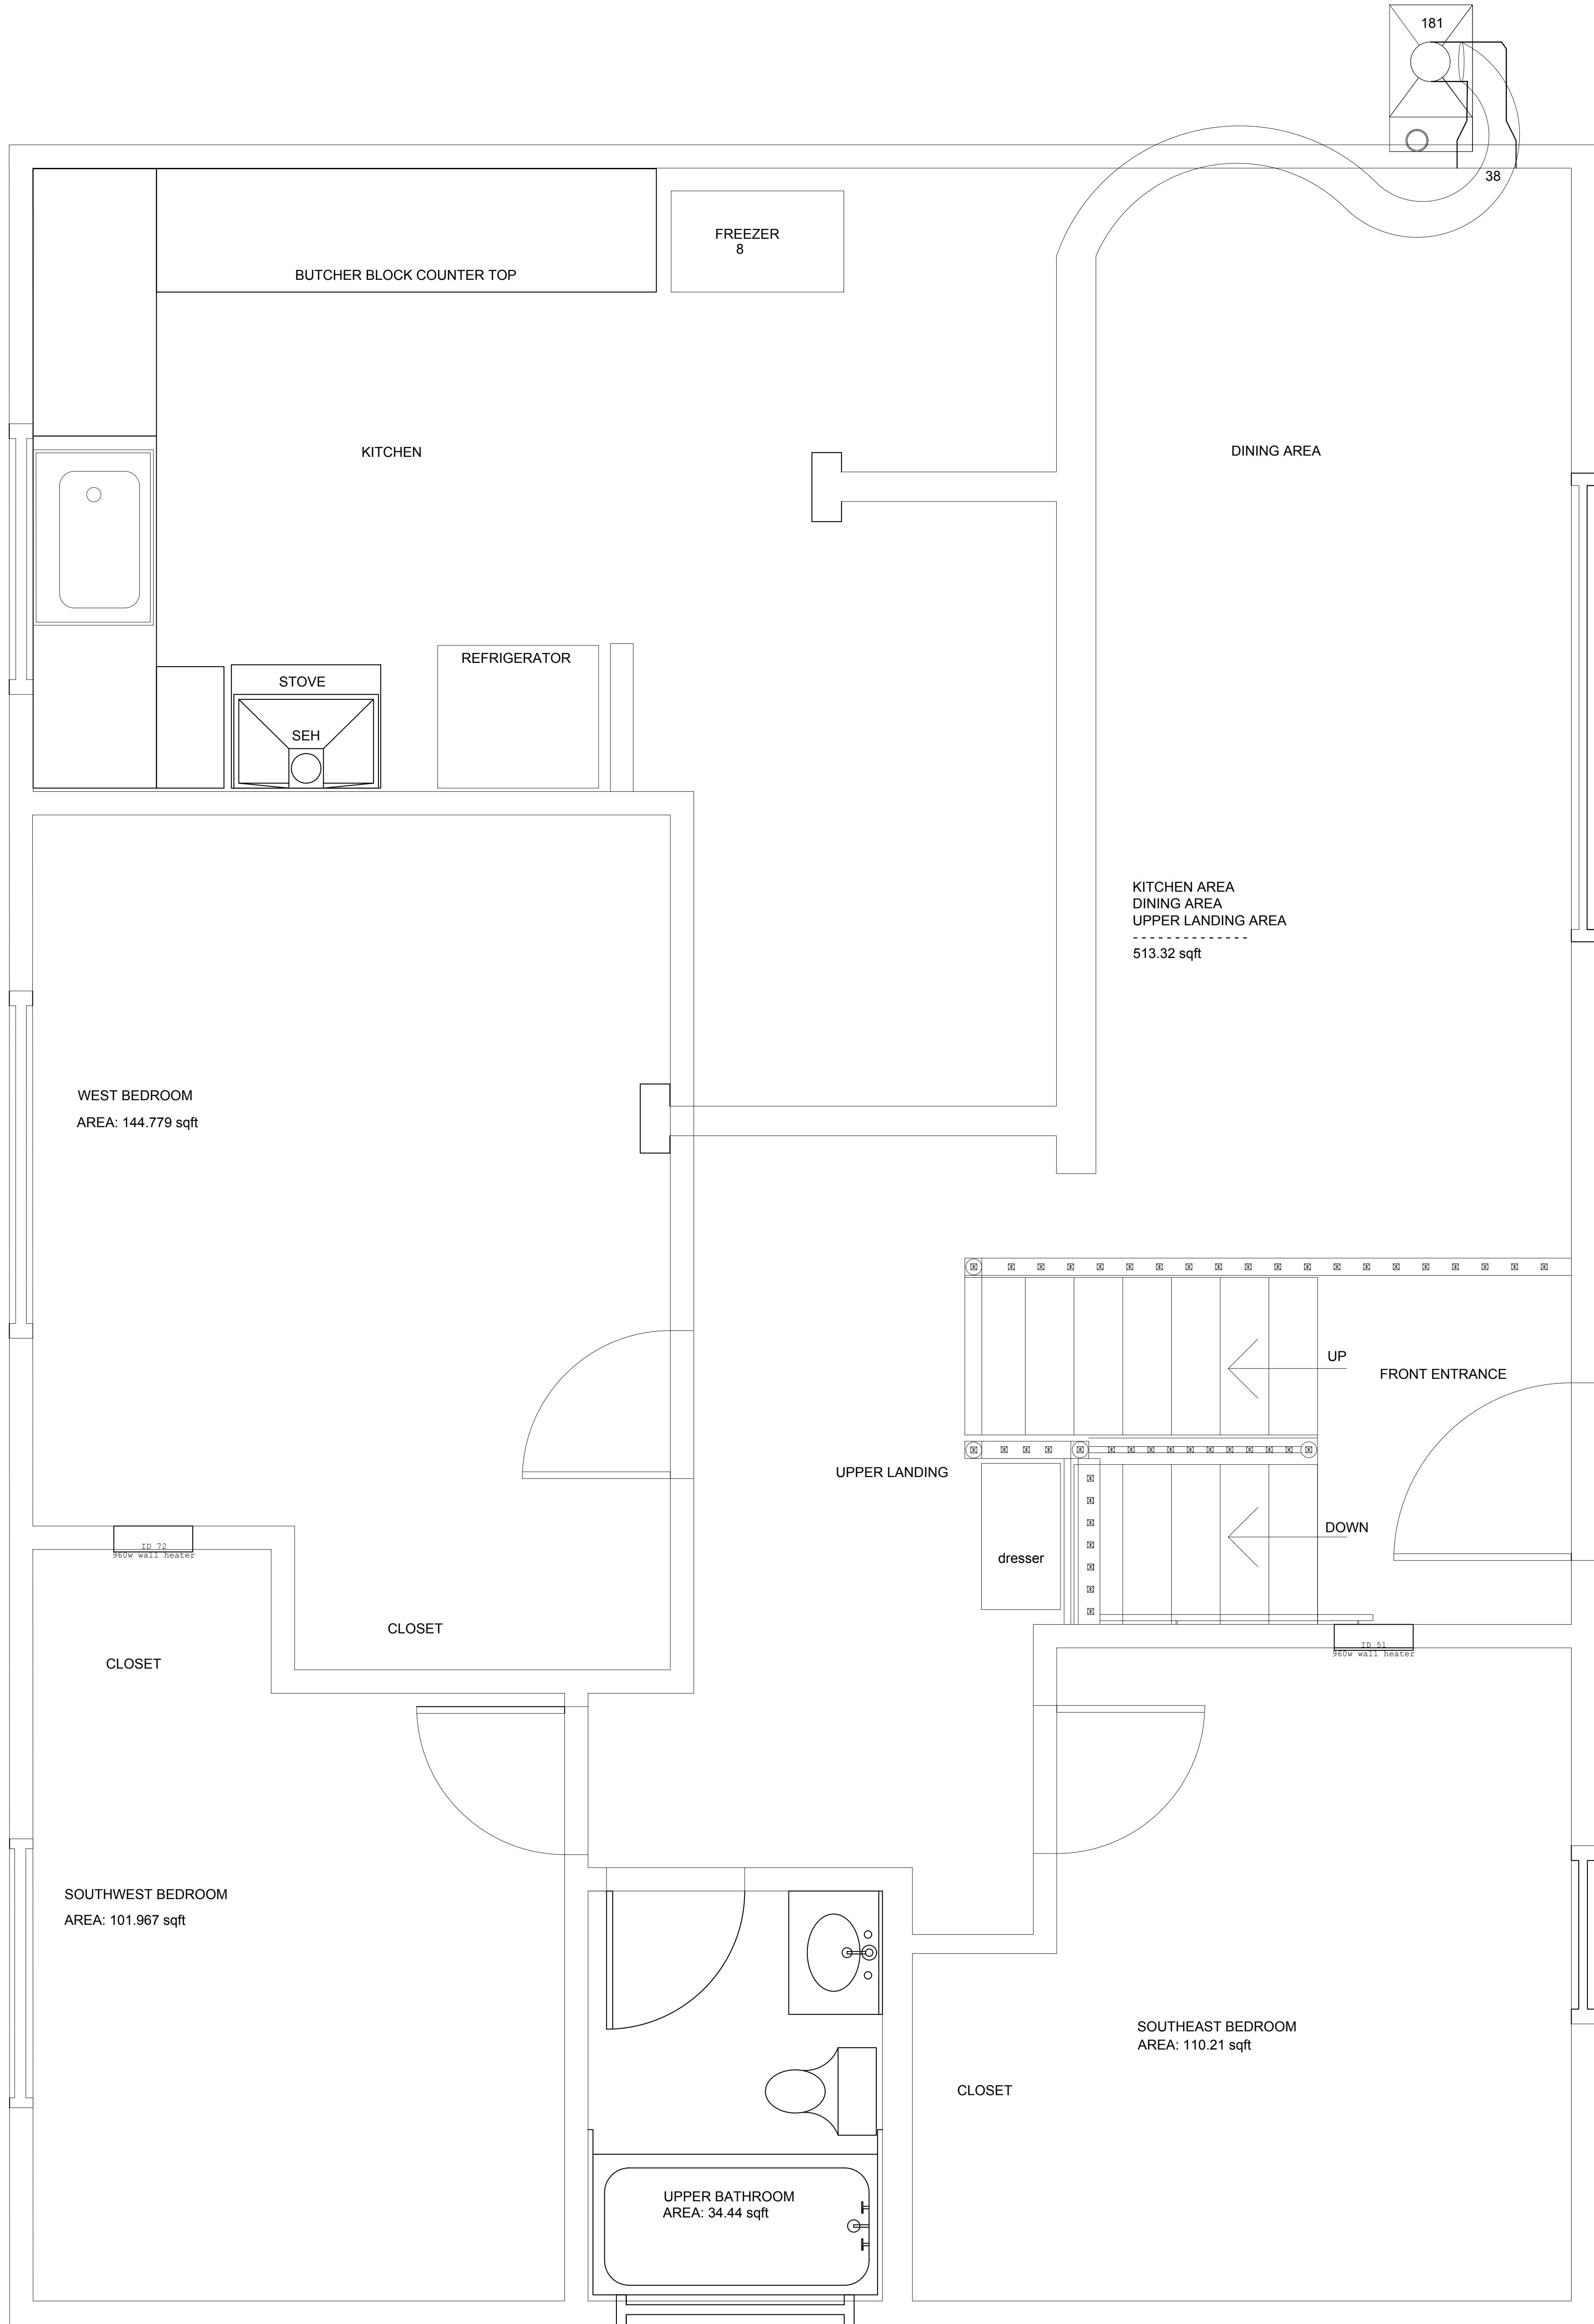 181
38
FREEZER
8
BUTCHER BLOCK COUNTER TOP
KITCHEN
DINING AREA
REFRIGERATOR
STOVE
SEH
KITCHEN AREA
DINING AREA
UPPER LANDING AREA
- - - - - - - - - - - - - -
513.32 sqft
WEST BEDROOM
AREA: 144.779 sqft
UP
FRONT ENTRANCE
UPPER LANDING
DOWN
dresser
ID 72
960w wall heater
CLOSET
CLOSET
ID 51
960w wall heater
SOUTHWEST BEDROOM
AREA: 101.967 sqft
SOUTHEAST BEDROOM
AREA: 110.21 sqft
CLOSET
UPPER BATHROOM
AREA: 34.44 sqft